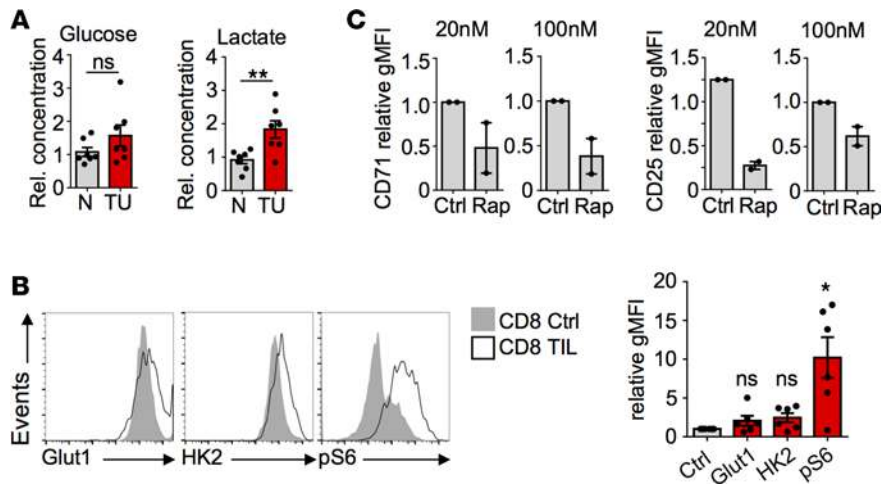 A
Glucose
Rel. concentration
4
3
2
1
0
ns
N TU
Lactate
Rel. concentration
4
3
2
1
0
**
N TU
C
20nM
CD71 relative gMFI
1.5
1.0
0.5
0
Ctrl Rap
100nM
1.5
1.0
0.5
0
Ctrl Rap
20nM
CD25 relative gMFI
1.5
1.0
0.5
0
Ctrl Rap
100nM
1.5
1.0
0.5
0
Ctrl Rap
B
Events
Glut1
HK2
pS6
CD8 Ctrl
CD8 TIL
relative gMFI
20
15
10
5
0
ns
ns
*
Ctrl
Glut1
HK2
pS6